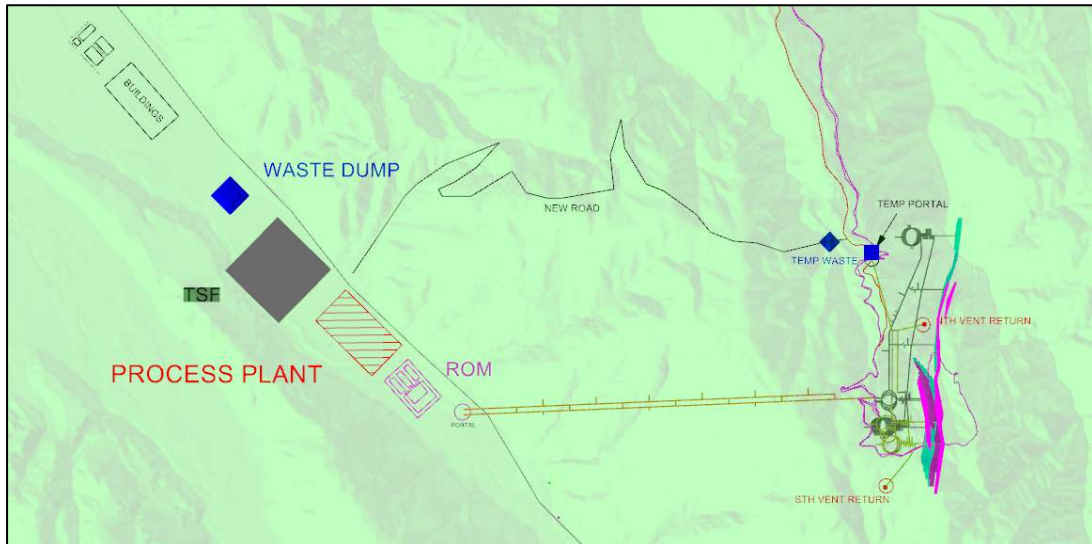 BUILDINGS
WASTE DUMP
TEMP PORTAL
NEW ROAD
TEMP WASTE
TSF
NTH VENT RETURN
PROCESS PLANT
ROM
PORTAL
STH VENT RETURN